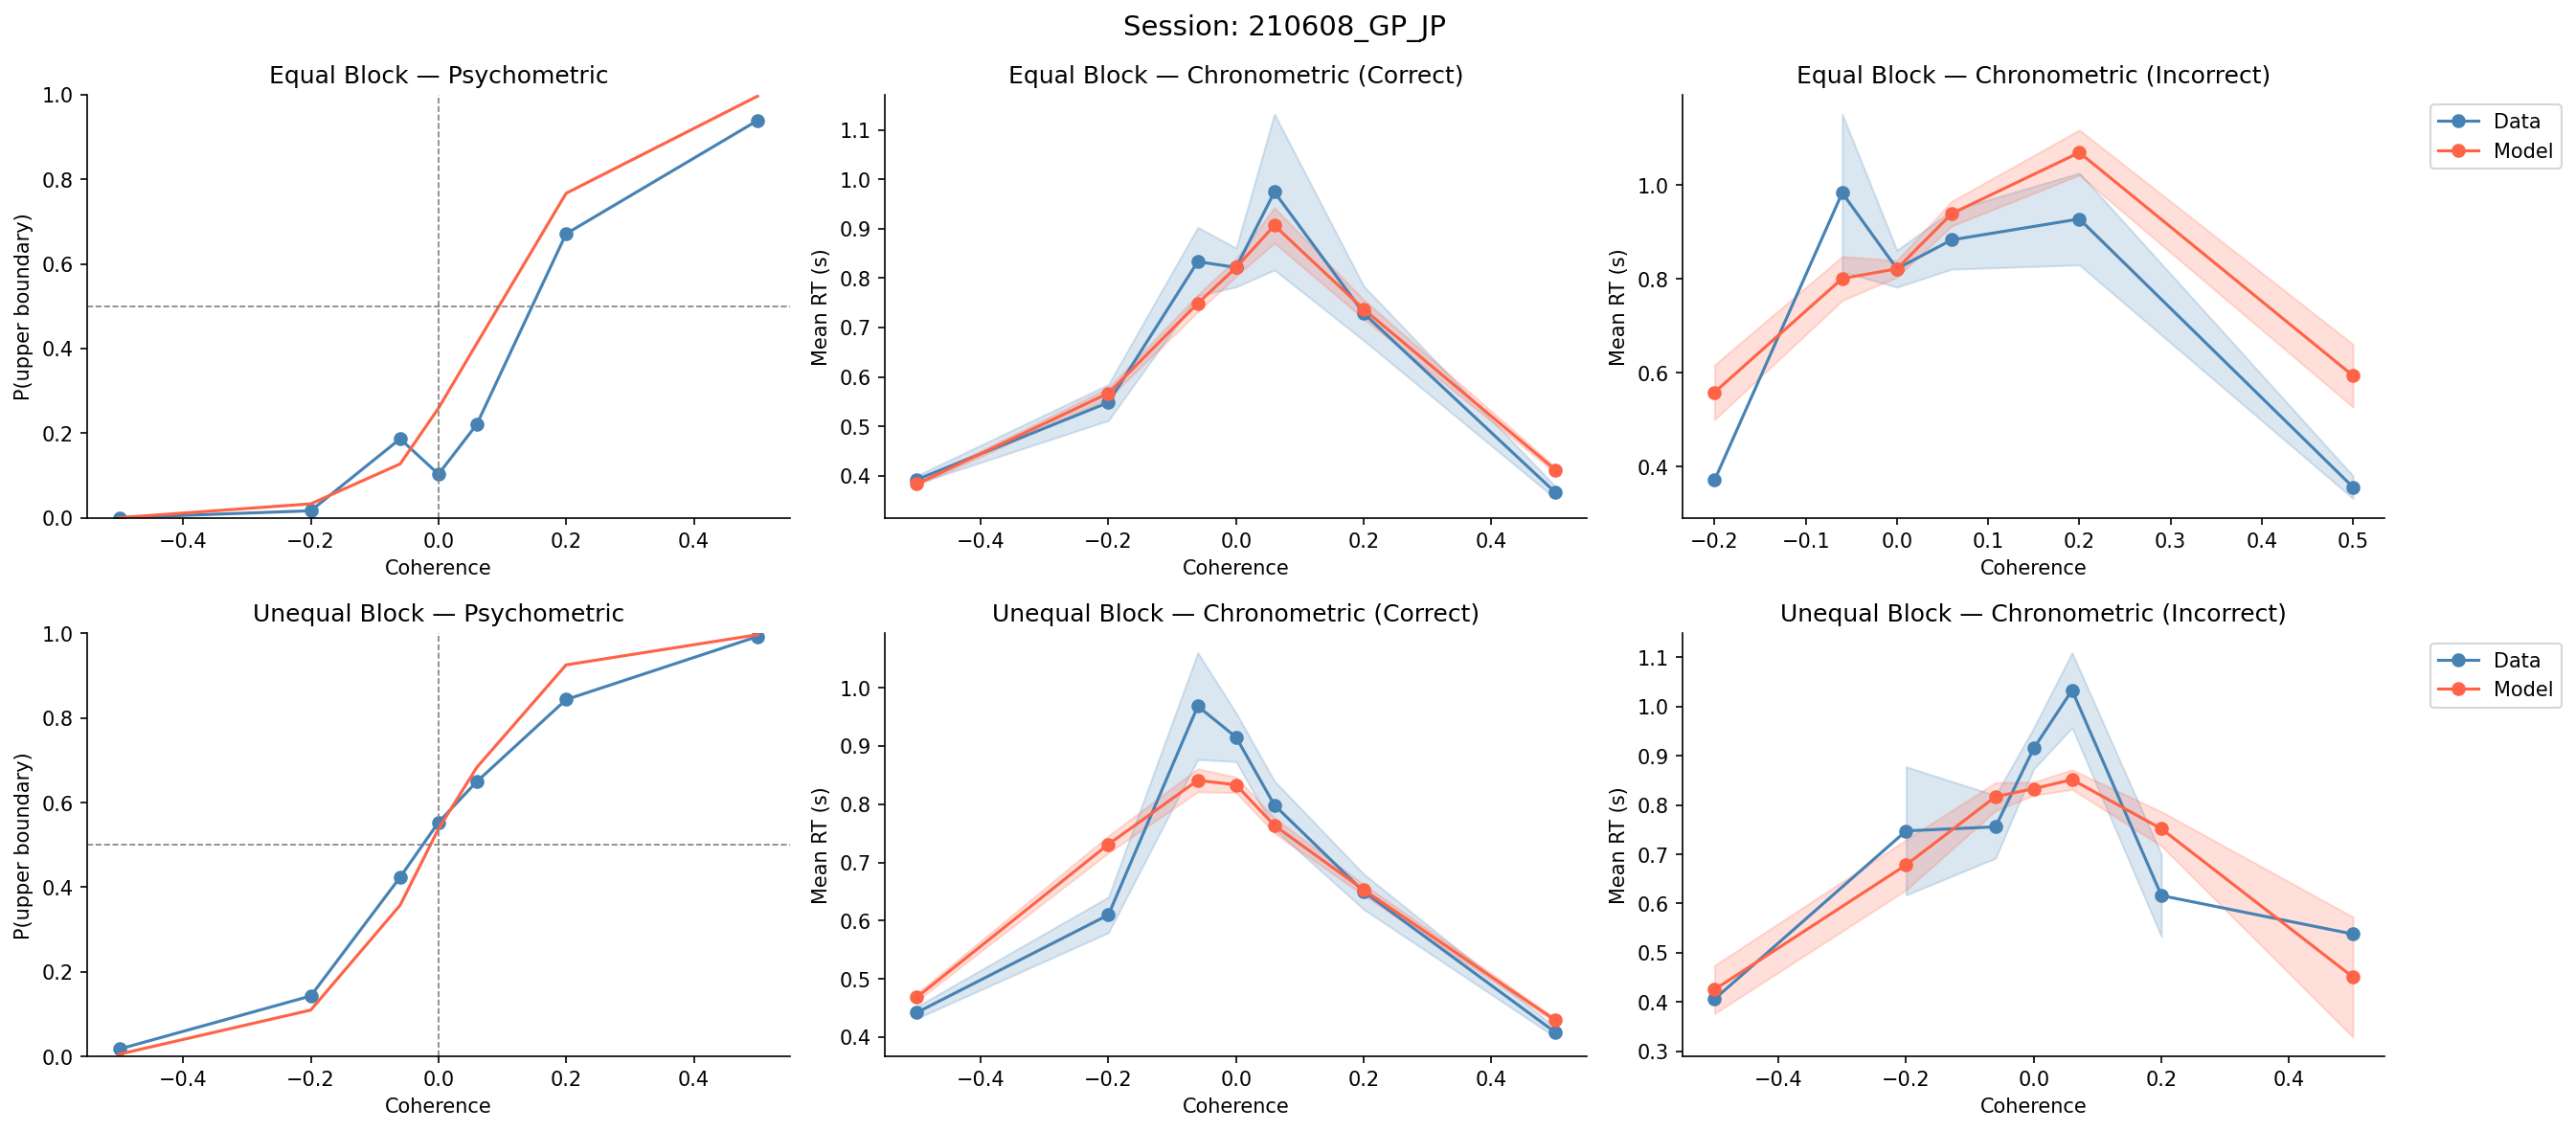 Session: 210608_GP_JP
Equal Block — Psychometric
1.0
0.8
0.6
0.4
0.2
0.0
P(upper boundary)
−0.4 −0.2 0.0 0.2 0.4
Coherence
Equal Block — Chronometric (Correct)
1.1
1.0
0.9
0.8
0.7
0.6
0.5
0.4
Mean RT (s)
−0.4 −0.2 0.0 0.2 0.4
Coherence
Equal Block — Chronometric (Incorrect)
1.0
0.8
0.6
0.4
Mean RT (s)
−0.2 −0.1 0.0 0.1 0.2 0.3 0.4 0.5
Coherence
Data
Model
Unequal Block — Psychometric
1.0
0.8
0.6
0.4
0.2
0.0
P(upper boundary)
−0.4 −0.2 0.0 0.2 0.4
Coherence
Unequal Block — Chronometric (Correct)
1.0
0.9
0.8
0.7
0.6
0.5
0.4
Mean RT (s)
−0.4 −0.2 0.0 0.2 0.4
Coherence
Unequal Block — Chronometric (Incorrect)
1.1
1.0
0.9
0.8
0.7
0.6
0.5
0.4
0.3
Mean RT (s)
−0.4 −0.2 0.0 0.2 0.4
Coherence
Data
Model